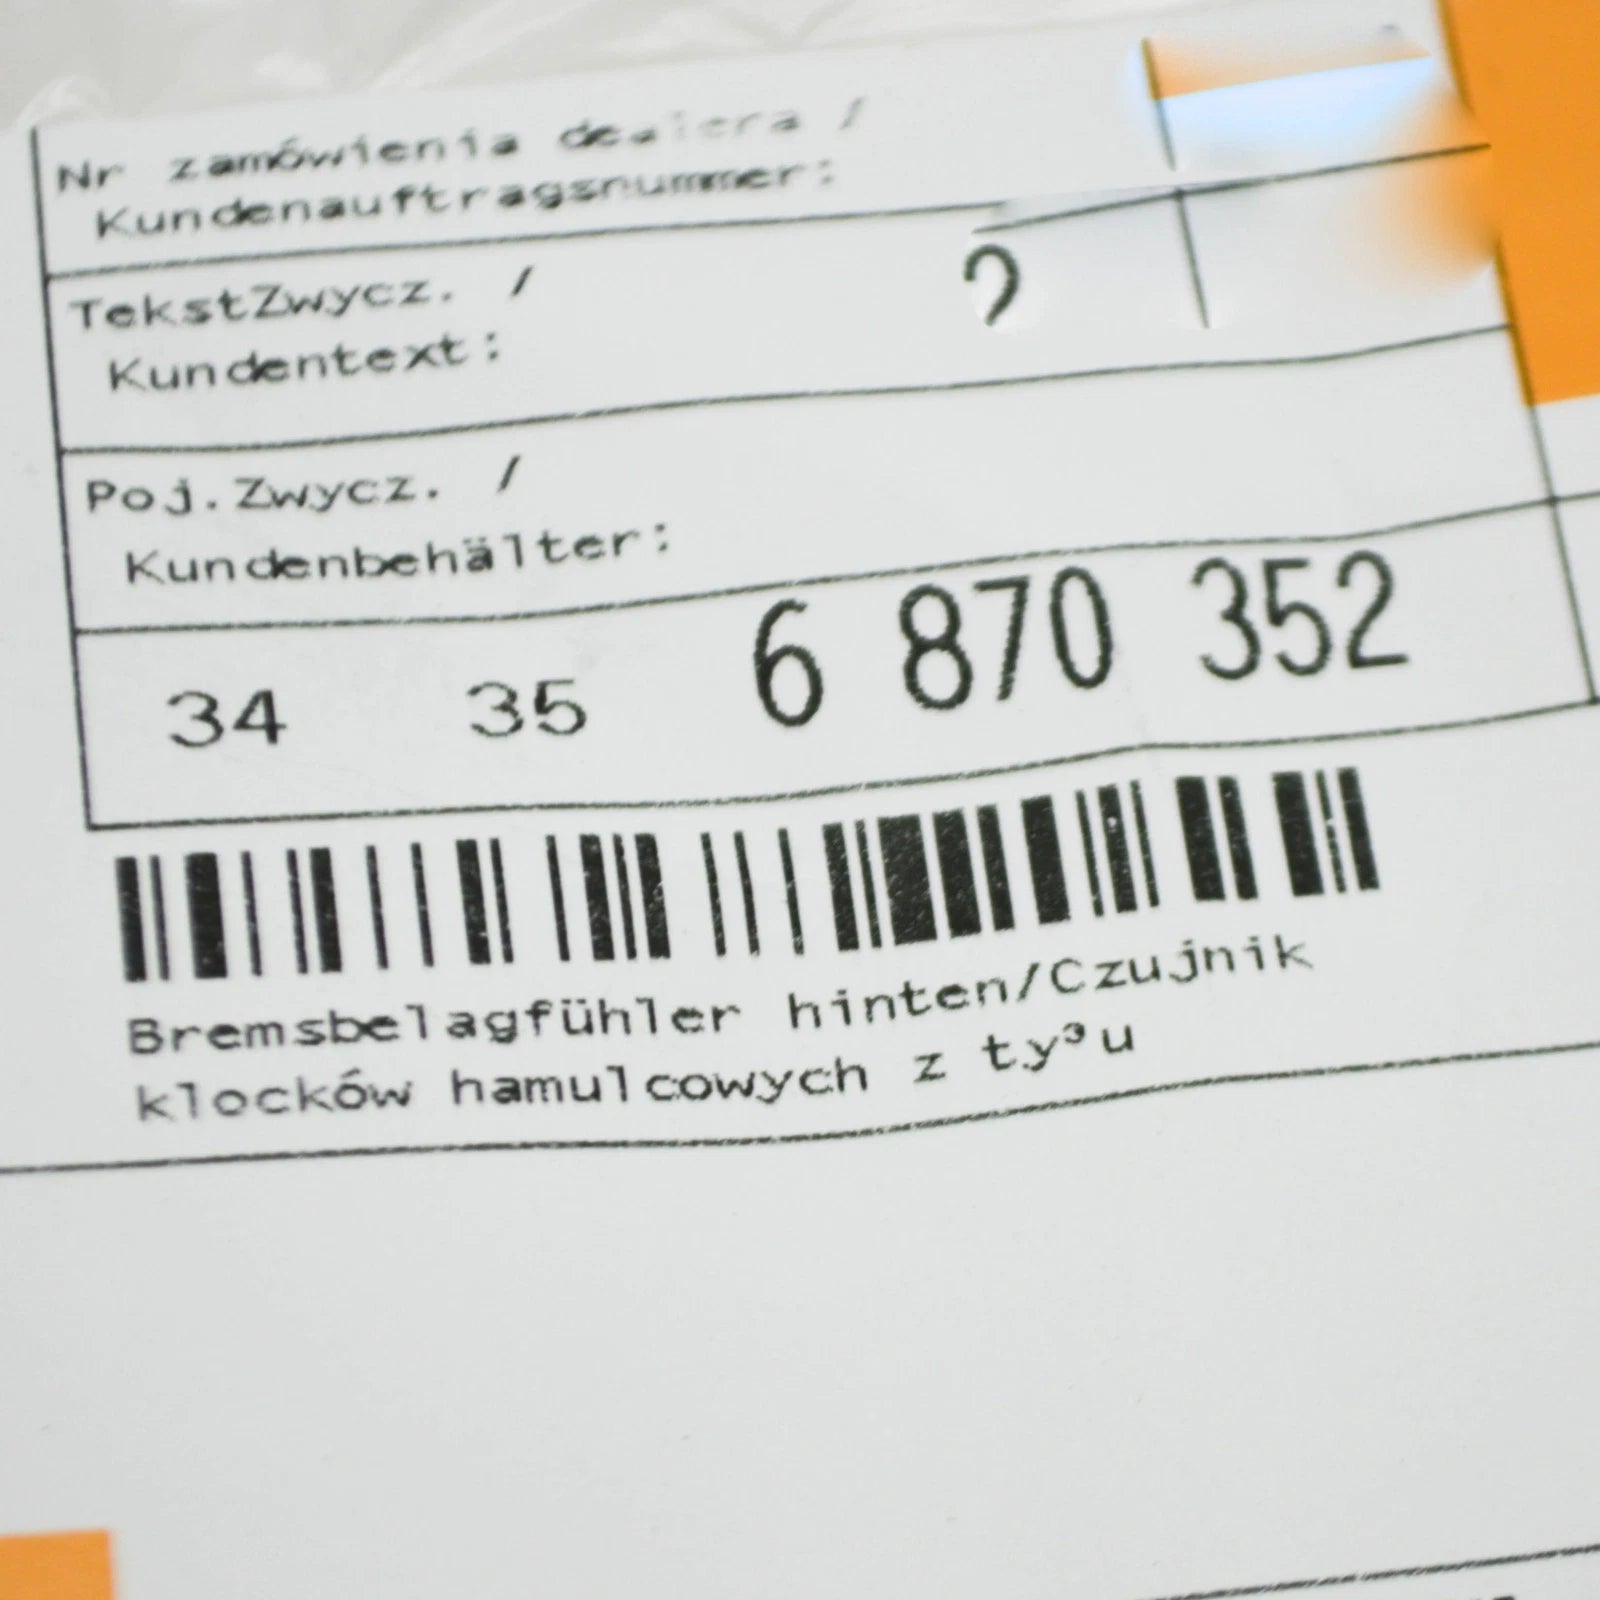 Nr zamówienia dealera /
Kundenauftragsnummer:
TekstZwycz. /
Kundentext:
Poj.Zwycz. /
Kundenbehälter:
34 35 6 870 352
Bremsbelagfühler hinten/Czujnik
klocków hamulcowych z ty³u